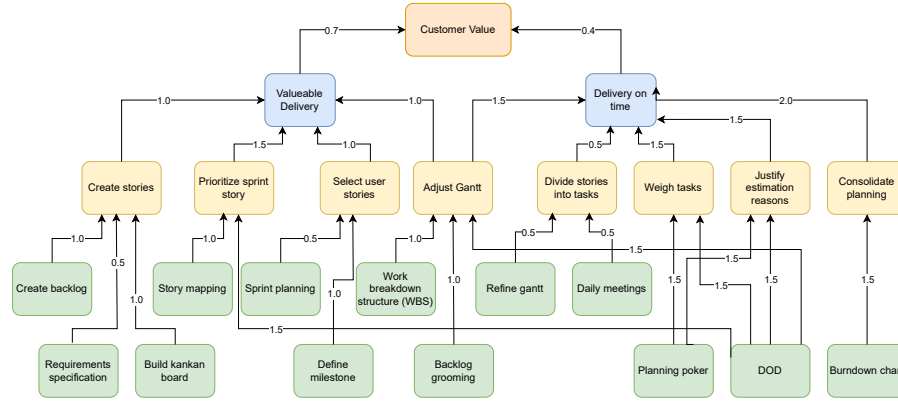 Customer Value
0.7
0.4
Valueable
Delivery
Delivery on
time
1.0
1.0
1.5
2.0
1.5
1.5
1.0
0.5
1.5
Create stories
Prioritize sprint
story
Select user
stories
Adjust Gantt
Divide stories
into tasks
Weigh tasks
Justify
estimation
reasons
Consolidate
planning
1.0
1.0
0.5
1.0
0.5
0.5
1.5
0.5
1.5
Create backlog
Story mapping
Sprint planning
Work
breakdown
structure (WBS)
Refine gantt
Daily meetings
1.0
1.0
1.0
1.5
1.5
1.5
1.5
1.5
Requirements
specification
Build kankan
board
Define
milestone
Backlog
grooming
Planning poker
DOD
Burndown char